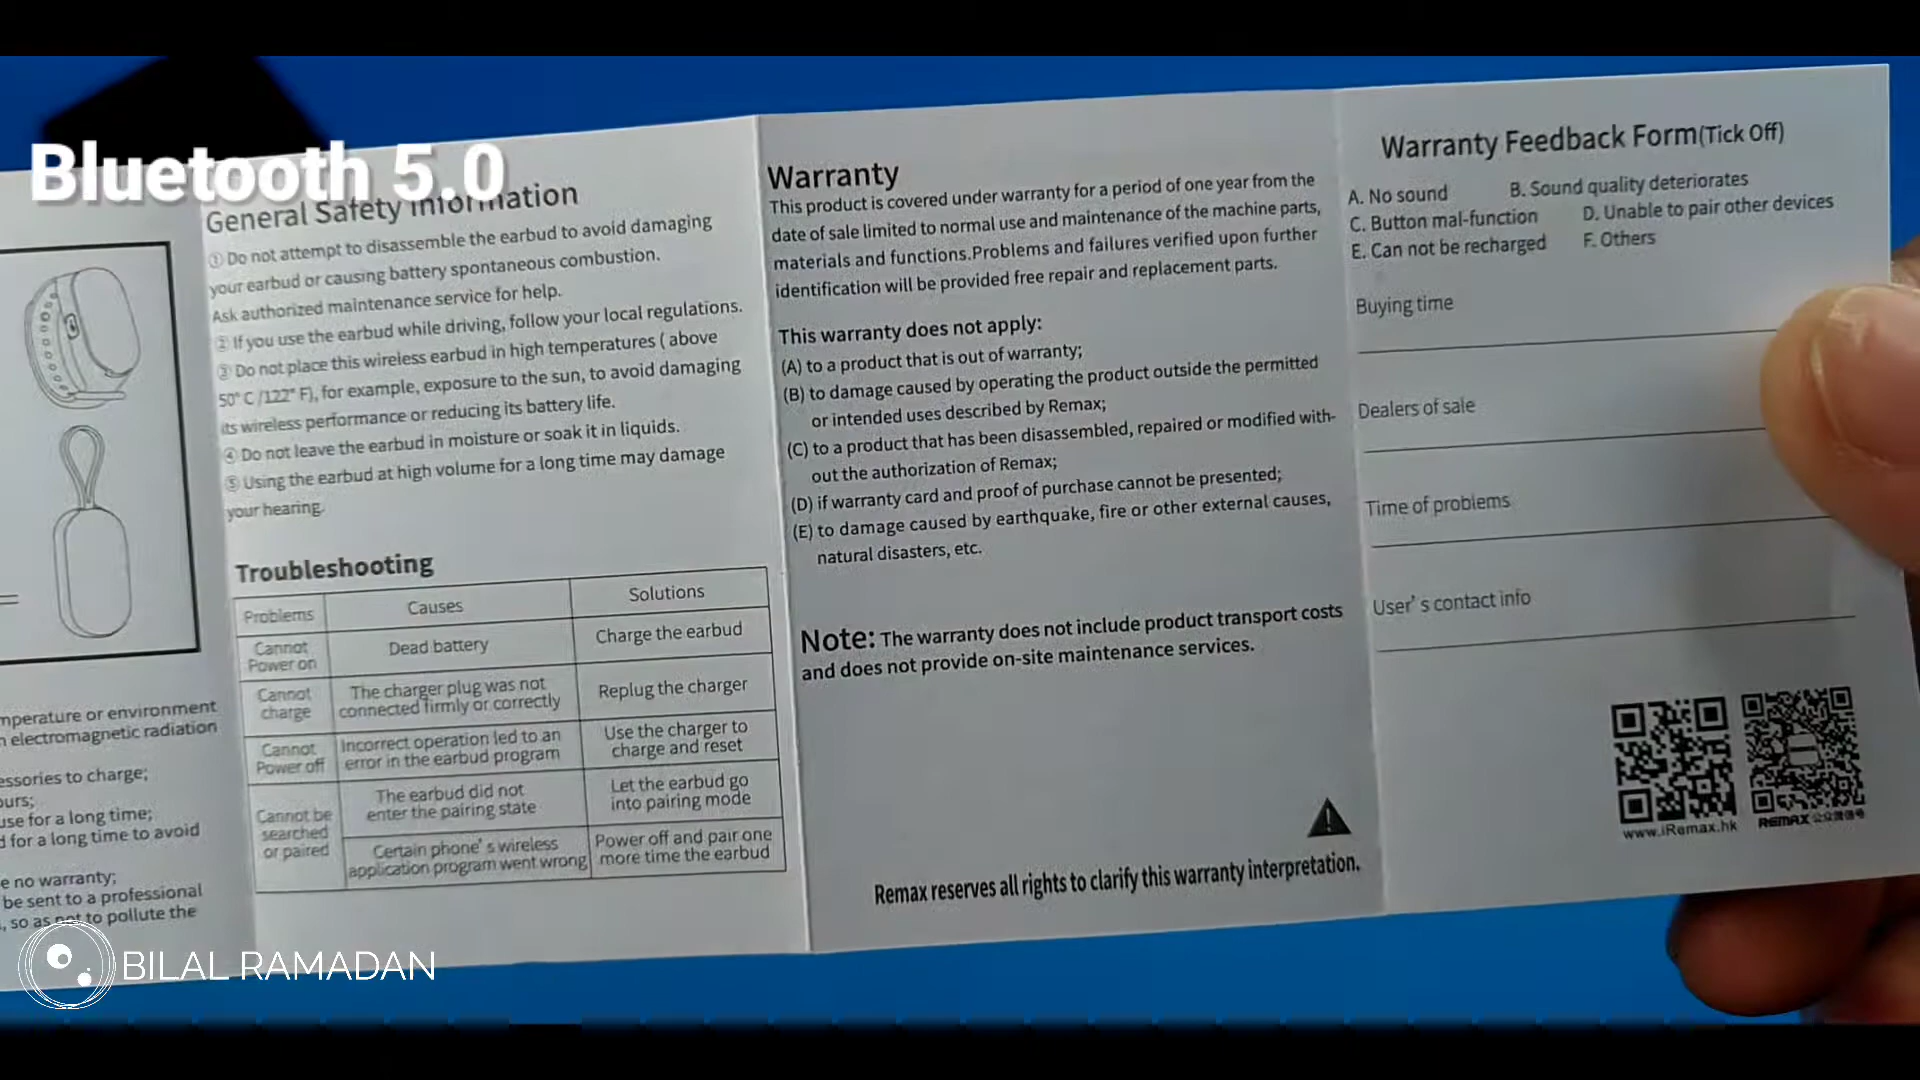 Bluetooth 5.0
General Safety Information
① Do not attempt to disassemble the earbud to avoid damaging
your earbud or causing battery spontaneous combustion.
Ask authorized maintenance service for help.
② If you use the earbud while driving, follow your local regulations.
③ Do not place this wireless earbud in high temperatures ( above
50° C /122° F), for example, exposure to the sun, to avoid damaging
its wireless performance or reducing its battery life.
④ Do not leave the earbud in moisture or soak it in liquids.
⑤ Using the earbud at high volume for a long time may damage
your hearing.
Troubleshooting
Problems Causes Solutions
Cannot
Power on
Dead battery
Charge the earbud
Cannot
charge
The charger plug was not
connected firmly or correctly
Replug the charger
Cannot
Power off
Incorrect operation led to an
error in the earbud program
Use the charger to
charge and reset
Cannot be
searched
or paired
The earbud did not
enter the pairing state
Let the earbud go
into pairing mode
Certain phone's wireless
application program went wrong
Power off and pair one
more time the earbud
mperature or environment
electromagnetic radiation
essories to charge;
ours;
use for a long time;
for a long time to avoid
e no warranty;
be sent to a professional
, so as not to pollute the
Warranty
This product is covered under warranty for a period of one year from the
date of sale limited to normal use and maintenance of the machine parts,
materials and functions.Problems and failures verified upon further
identification will be provided free repair and replacement parts.
This warranty does not apply:
(A) to a product that is out of warranty;
(B) to damage caused by operating the product outside the permitted
or intended uses described by Remax;
(C) to a product that has been disassembled, repaired or modified with-
out the authorization of Remax;
(D) if warranty card and proof of purchase cannot be presented;
(E) to damage caused by earthquake, fire or other external causes,
natural disasters, etc.
Note: The warranty does not include product transport costs
and does not provide on-site maintenance services.
Remax reserves all rights to clarify this warranty interpretation.
Warranty Feedback Form(Tick Off)
A. No sound B. Sound quality deteriorates
C. Button mal-function D. Unable to pair other devices
E. Can not be recharged F. Others
Buying time
Dealers of sale
Time of problems
User's contact info
www.iRemax.hk
REMAX
BILAL RAMADAN